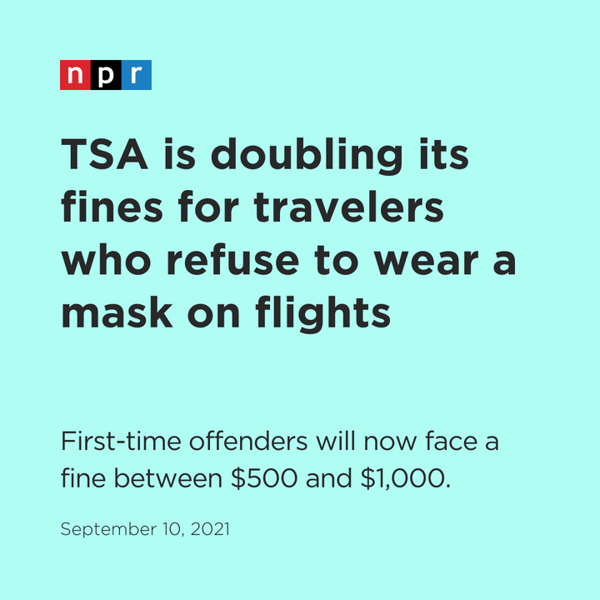 npr
TSA is doubling its
fines for travelers
who refuse to wear a
mask on flights
First-time offenders will now face a
fine between $500 and $1,000.
September 10, 2021